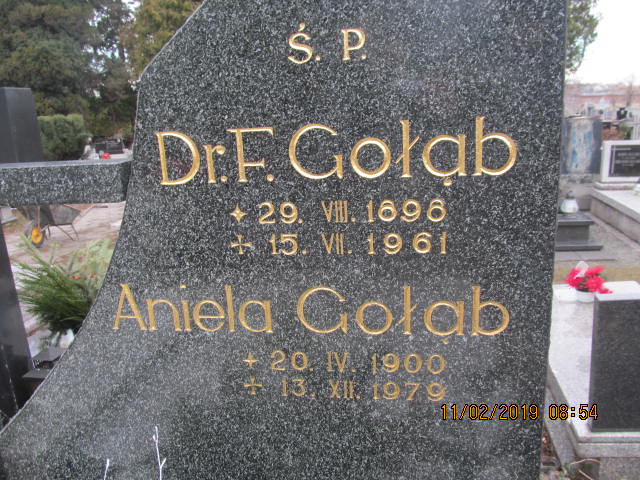 Ś. P.
Dr. F. Gołąb
29. VIII. 1898
15. VII. 1961
Aniela Gołąb
20. IV. 1900
13. XII. 1979
11/02/2019 08:54